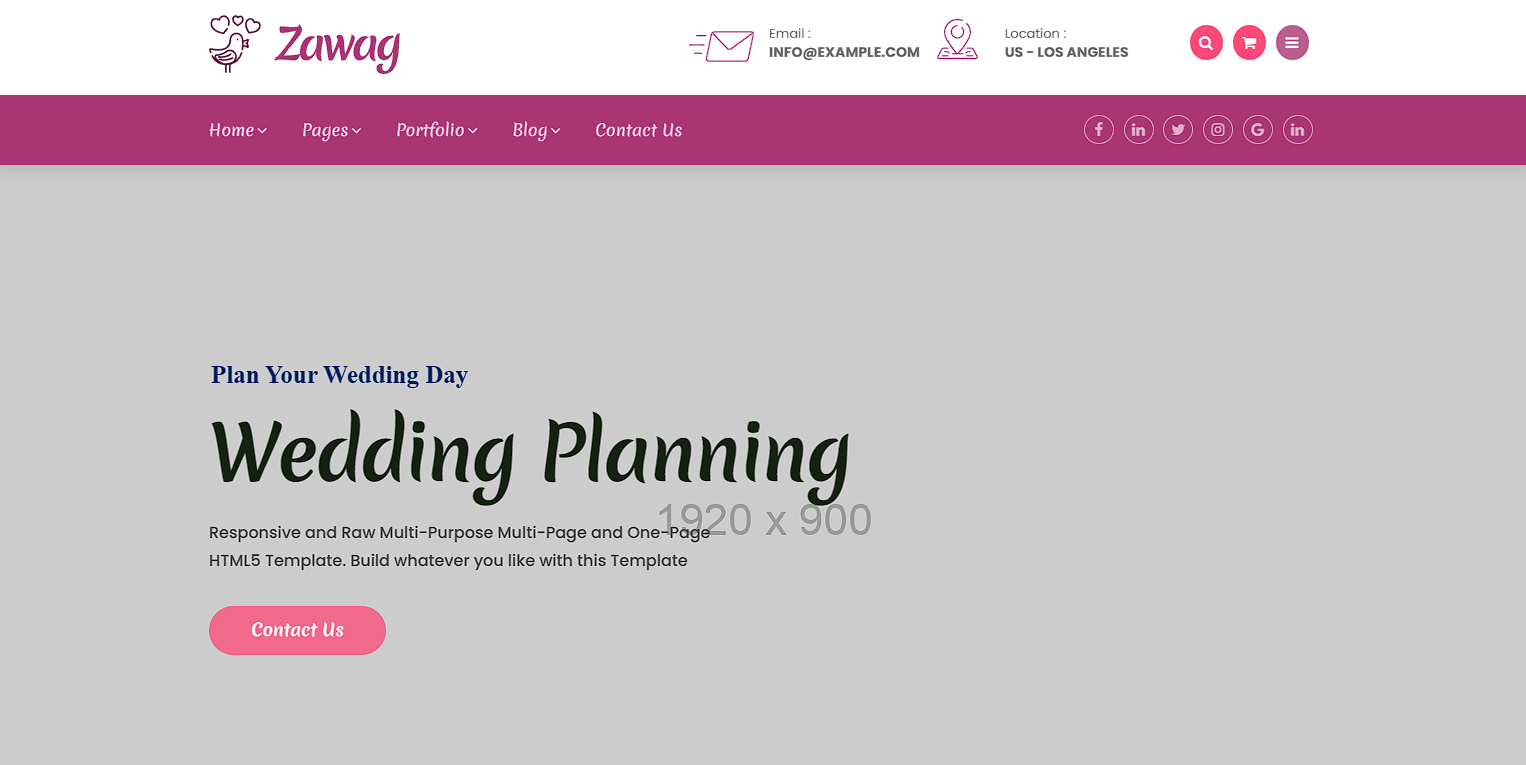 Zawag
Email :
INFO@EXAMPLE.COM
Location :
US - LOS ANGELES
Home
Pages
Portfolio
Blog
Contact Us
Plan Your Wedding Day
Wedding Planning
1920 x 900
Responsive and Raw Multi-Purpose Multi-Page and One-Page
HTML5 Template. Build whatever you like with this Template
Contact Us